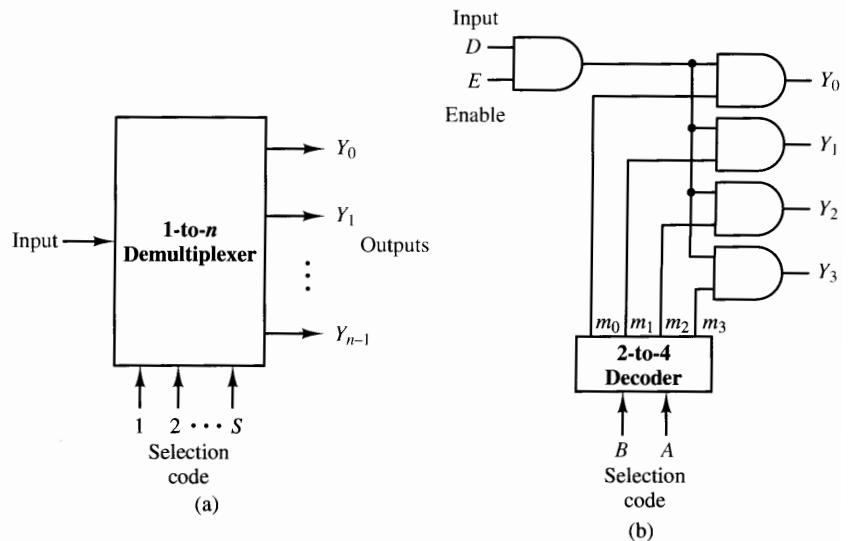 Input
1-to-n
Demultiplexer
Y0
Y1
Outputs
⋮
Yn–1
1 2 ··· S
Selection
code
(a)
Input
D
E
Enable
Y0
Y1
Y2
Y3
m0 m1 m2 m3
2-to-4
Decoder
B A
Selection
code
(b)